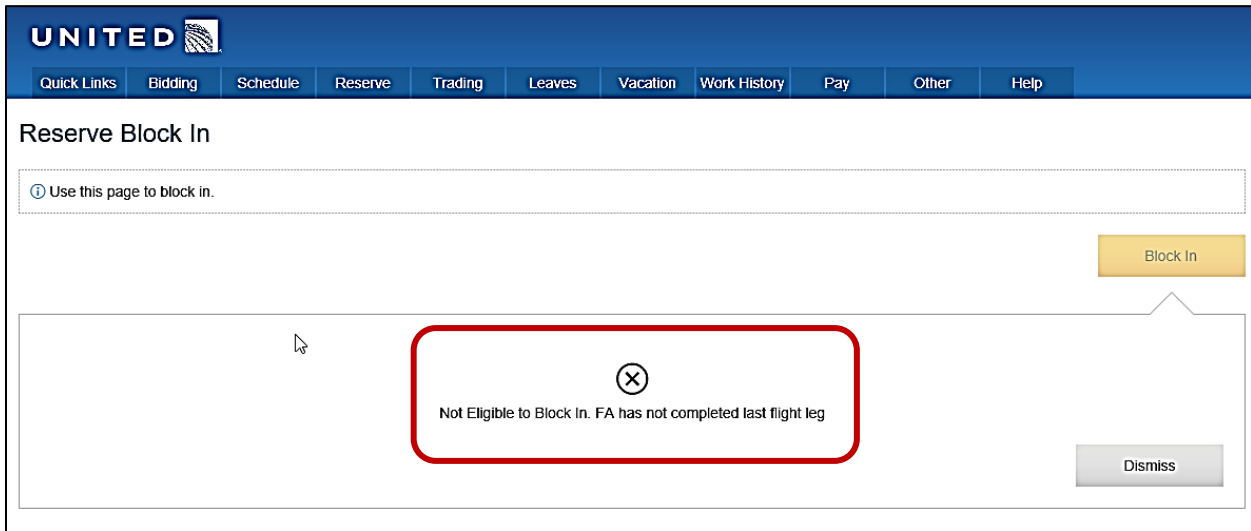 UNITED
Quick Links Bidding Schedule Reserve Trading Leaves Vacation Work History Pay Other Help
Reserve Block In
Use this page to block in.
Block In
Not Eligible to Block In. FA has not completed last flight leg
Dismiss